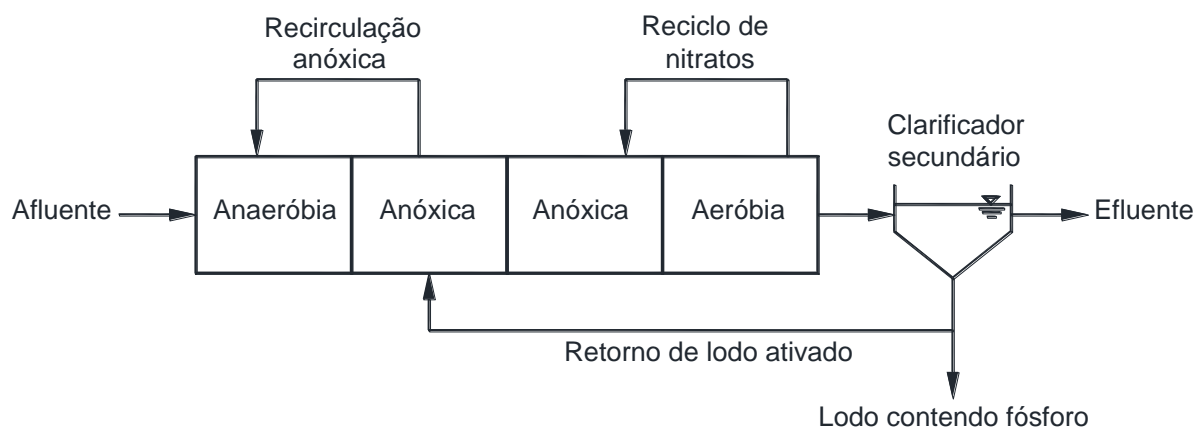 Recirculação
anóxica
Reciclo de
nitratos
Clarificador
secundário
Afluente
Anaeróbia
Anóxica
Anóxica
Aeróbia
Efluente
Retorno de lodo ativado
Lodo contendo fósforo